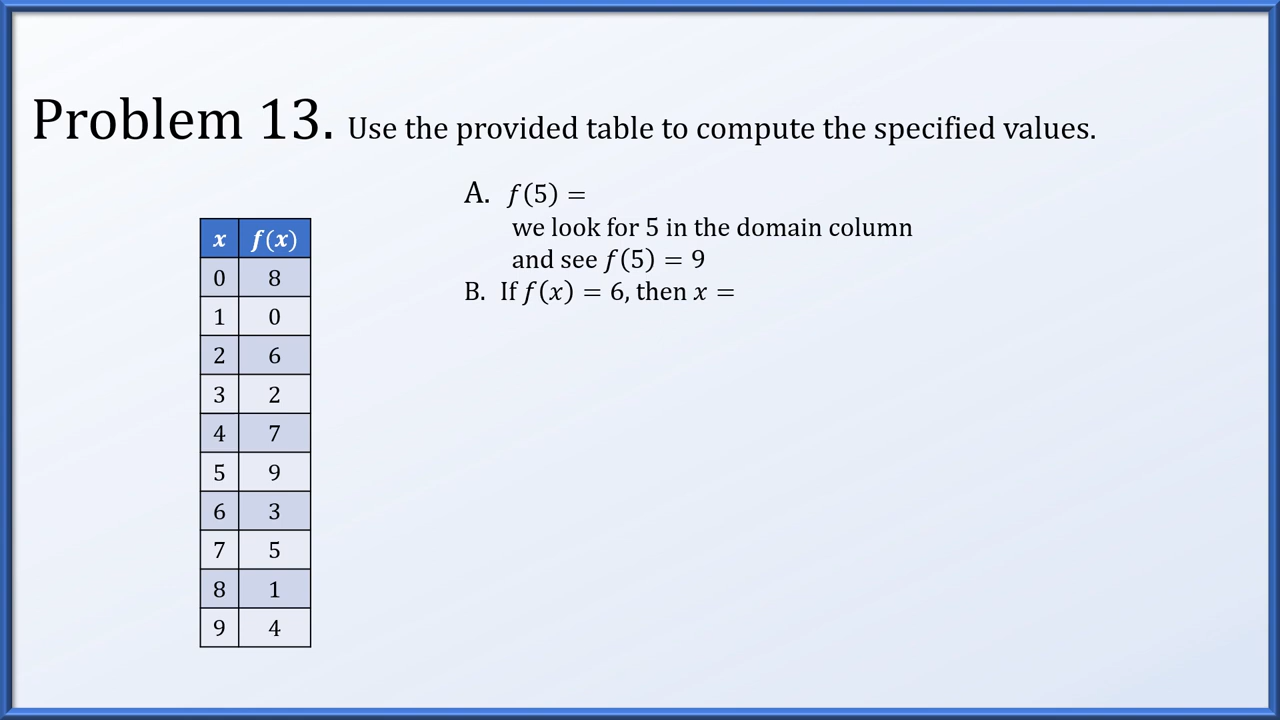 Problem 13. Use the provided table to compute the specified values.
A. f(5) =
we look for 5 in the domain column
and see f(5) = 9
B. If f(x) = 6, then x =
x f(x)
0 8
1 0
2 6
3 2
4 7
5 9
6 3
7 5
8 1
9 4